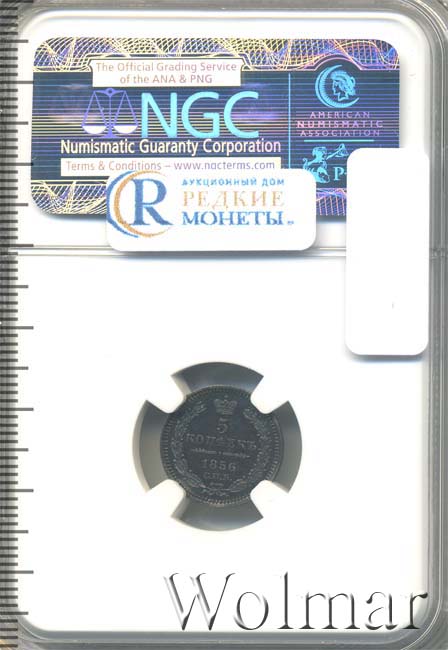 The Official Grading Service
of the ANA & PNG
NGC
Numismatic Guaranty Corporation
Terms & Conditions – www.ngcterms.com
AMERICAN
NUMISMATIC
ASSOCIATION
R
АУКЦИОННЫЙ ДОМ
РЕДКИЕ
МОНЕТЫ
5
КОПѢЕКЪ
1856
С.П.Б.
Wolmar